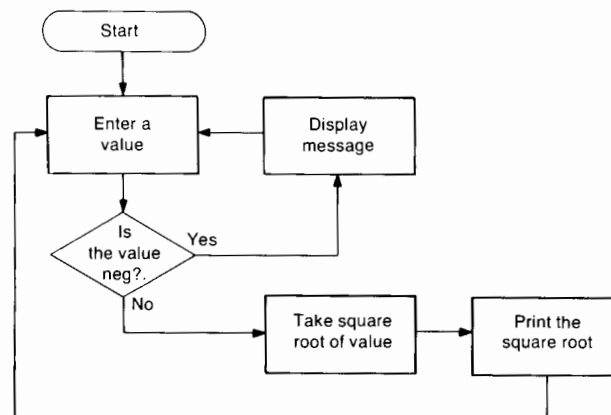 Start
Enter a
value
Display
message
Is
the value
neg?.
Yes
No
Take square
root of value
Print the
square root